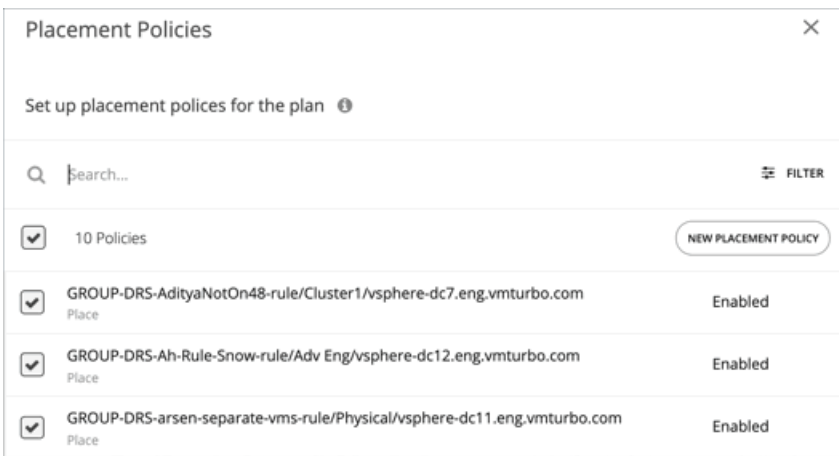 Placement Policies
Set up placement polices for the plan
Search...
FILTER
10 Policies
NEW PLACEMENT POLICY
GROUP-DRS-AdityaNotOn48-rule/Cluster1/vsphere-dc7.eng.vmturbo.com
Enabled
Place
GROUP-DRS-Ah-Rule-Snow-rule/Adv Eng/vsphere-dc12.eng.vmturbo.com
Enabled
Place
GROUP-DRS-arsen-separate-vms-rule/Physical/vsphere-dc11.eng.vmturbo.com
Enabled
Place